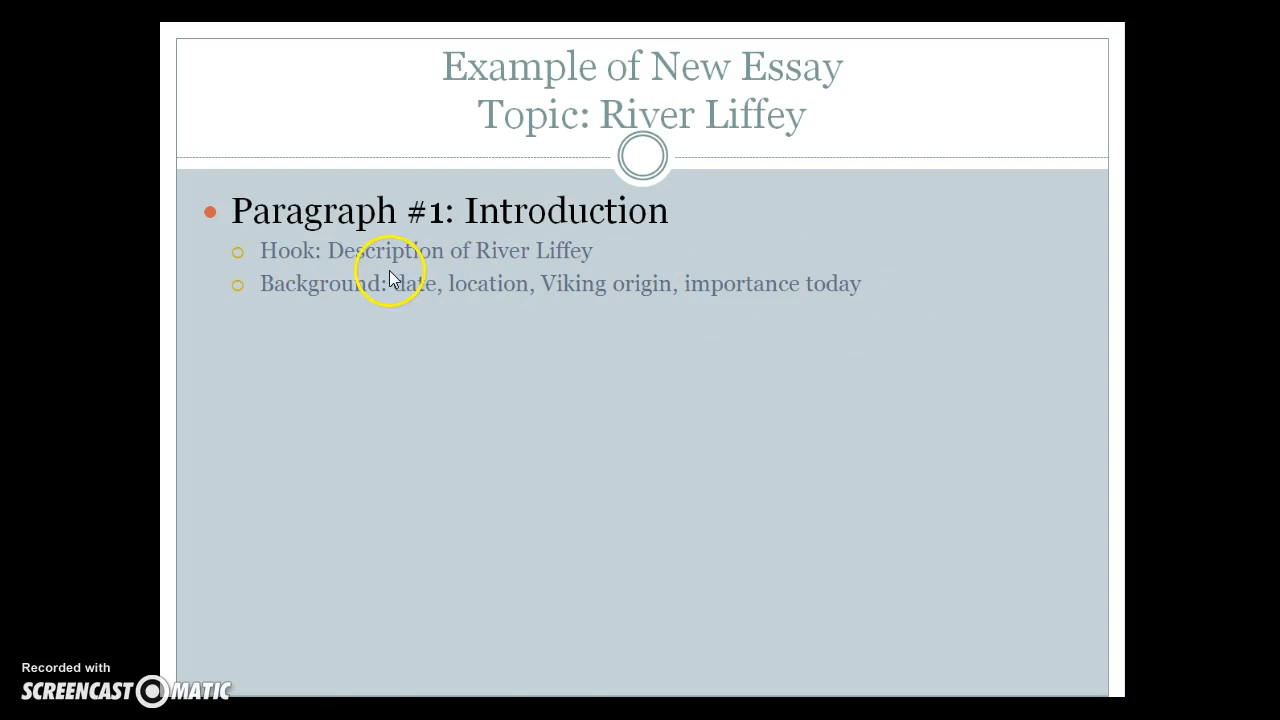 Example of New Essay
Topic: River Liffey
Paragraph #1: Introduction
Hook: Description of River Liffey
Background: date, location, Viking origin, importance today
Recorded with
SCREENCAST MATIC